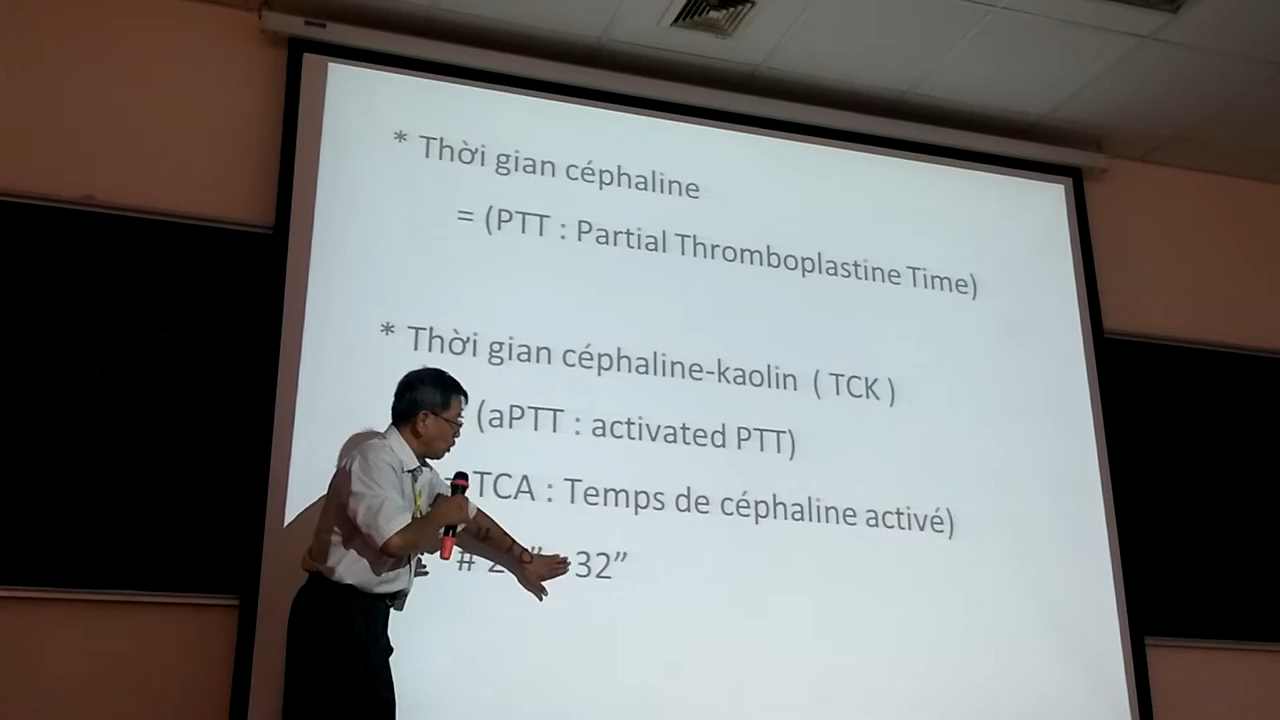 * Thời gian céphaline
= (PTT : Partial Thromboplastine Time)
* Thời gian céphaline-kaolin ( TCK )
(aPTT : activated PTT)
TCA : Temps de céphaline activé)
# 32”